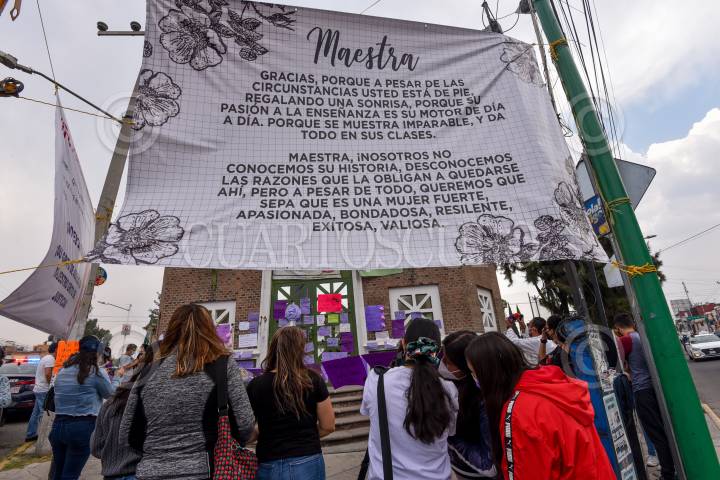 Maestra
GRACIAS, PORQUE A PESAR DE LAS
CIRCUNSTANCIAS USTED ESTÁ DE PIE,
REGALANDO UNA SONRISA, PORQUE SU
PASIÓN A LA ENSEÑANZA ES SU MOTOR DE DÍA
A DÍA. PORQUE SE MUESTRA IMPARABLE, Y DA
TODO EN SUS CLASES.
MAESTRA, ¡NOSOTROS NO
CONOCEMOS SU HISTORIA, DESCONOCEMOS
LAS RAZONES QUE LA OBLIGAN A QUEDARSE
AHÍ, PERO A PESAR DE TODO, QUEREMOS QUE
SEPA QUE ES UNA MUJER FUERTE,
APASIONADA, BONDADOSA, RESILENTE,
EXÍTOSA, VALIOSA.
CUARTOSCURO